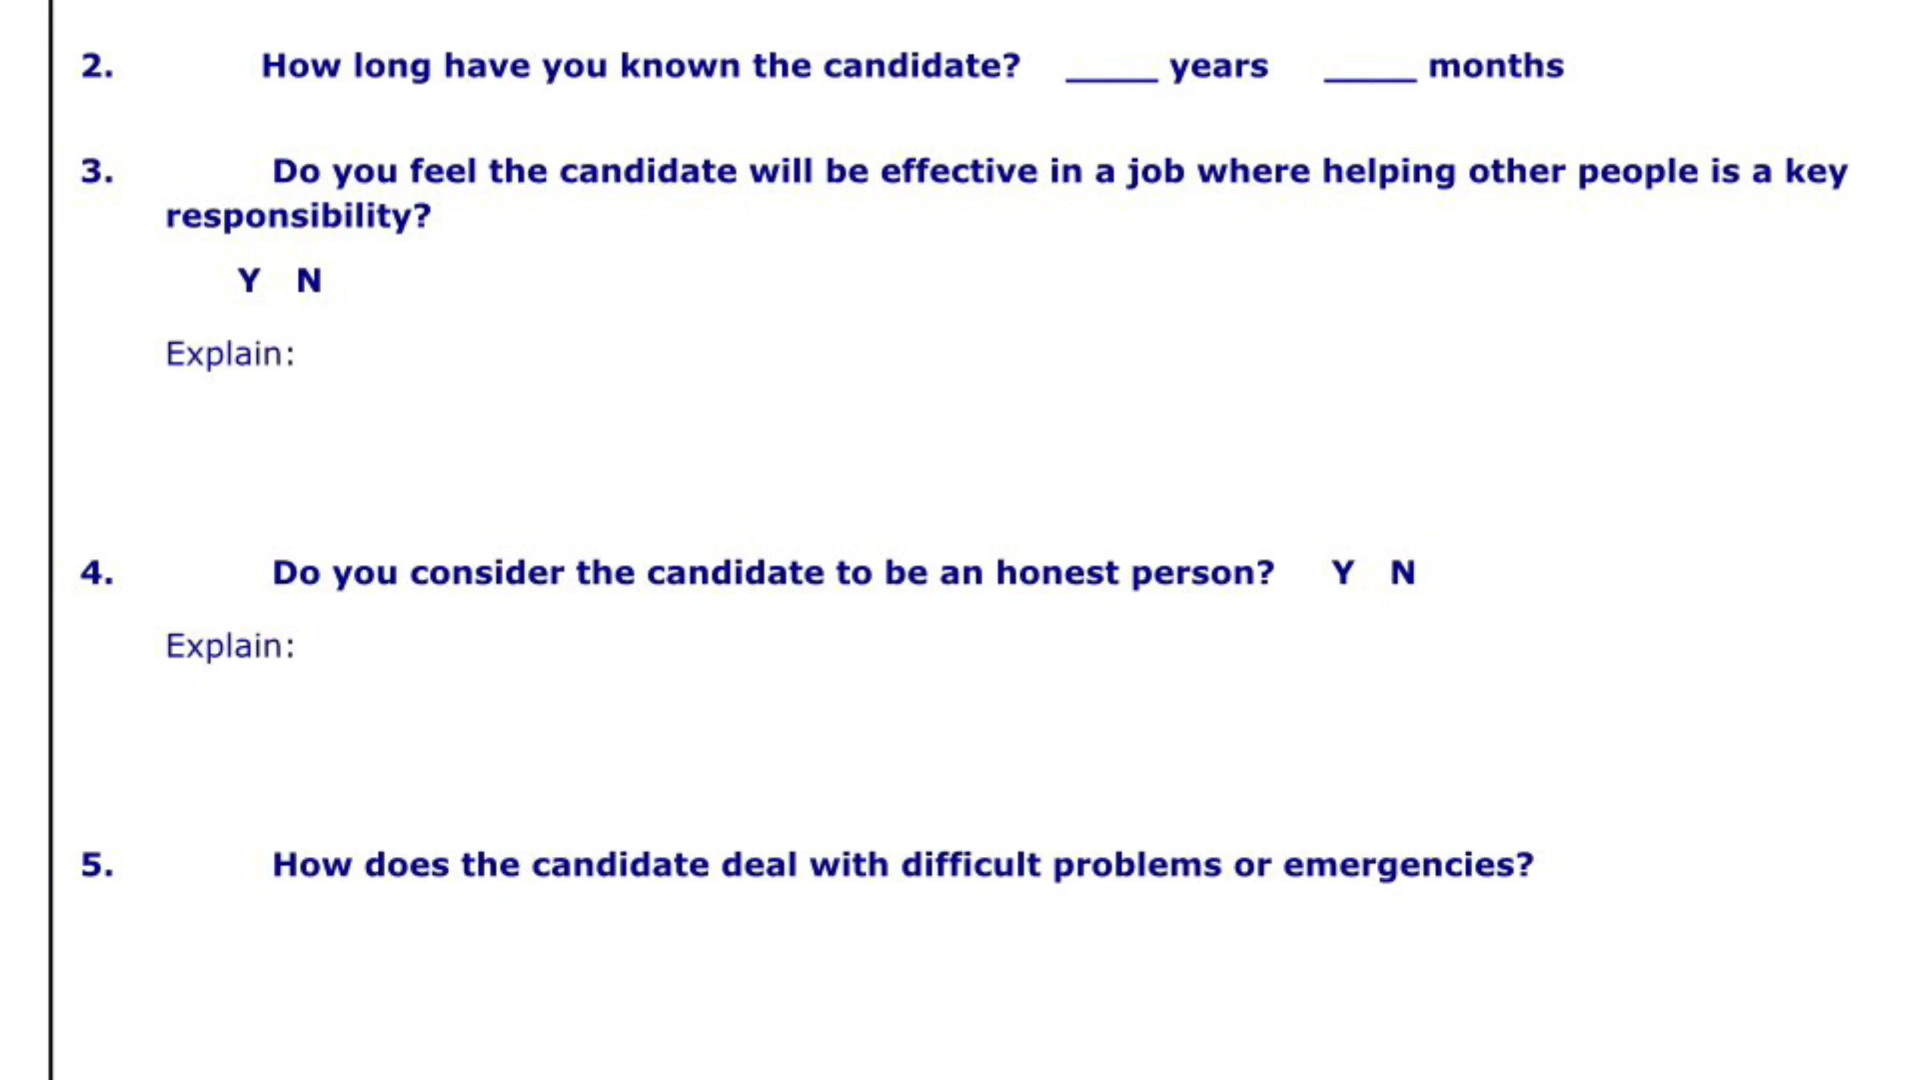 2. How long have you known the candidate? _____ years _____ months
3. Do you feel the candidate will be effective in a job where helping other people is a key
responsibility?
Y N
Explain:
4. Do you consider the candidate to be an honest person? Y N
Explain:
5. How does the candidate deal with difficult problems or emergencies?